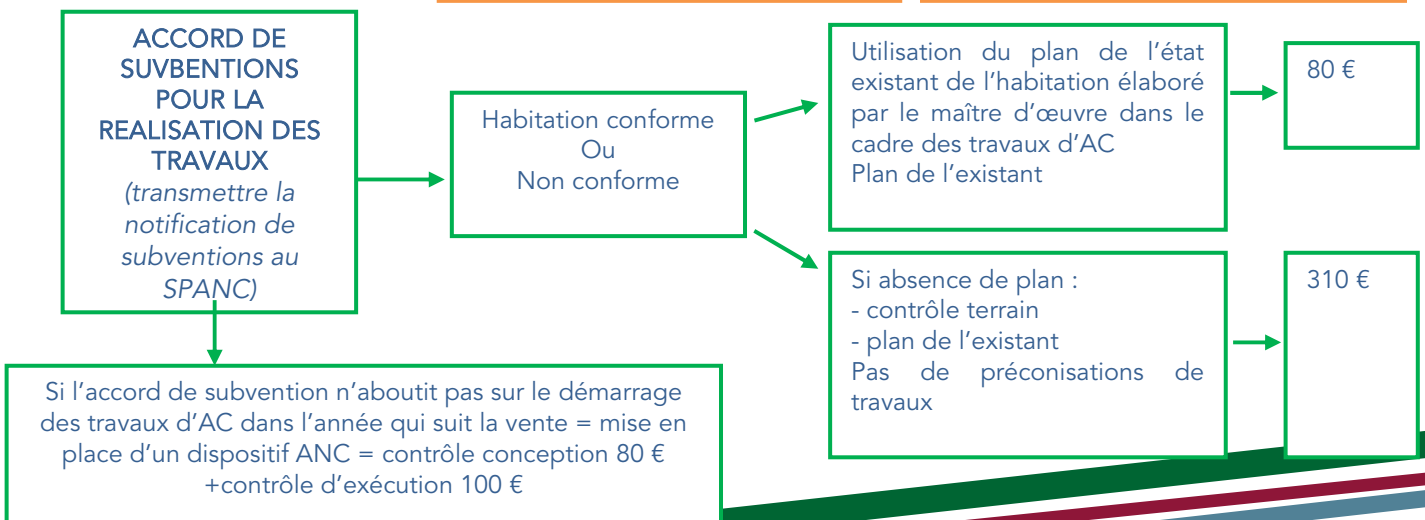 ACCORD DE
SUVBENTIONS
POUR LA
REALISATION DES
TRAVAUX
(transmettre la
notification de
subventions au
SPANC)
Habitation conforme
Ou
Non conforme
Utilisation du plan de l’état
existant de l’habitation élaboré
par le maître d’œuvre dans le
cadre des travaux d’AC
Plan de l’existant
80 €
Si absence de plan :
- contrôle terrain
- plan de l’existant
Pas de préconisations de
travaux
310 €
Si l’accord de subvention n’aboutit pas sur le démarrage
des travaux d’AC dans l’année qui suit la vente = mise en
place d’un dispositif ANC = contrôle conception 80 €
+contrôle d’exécution 100 €